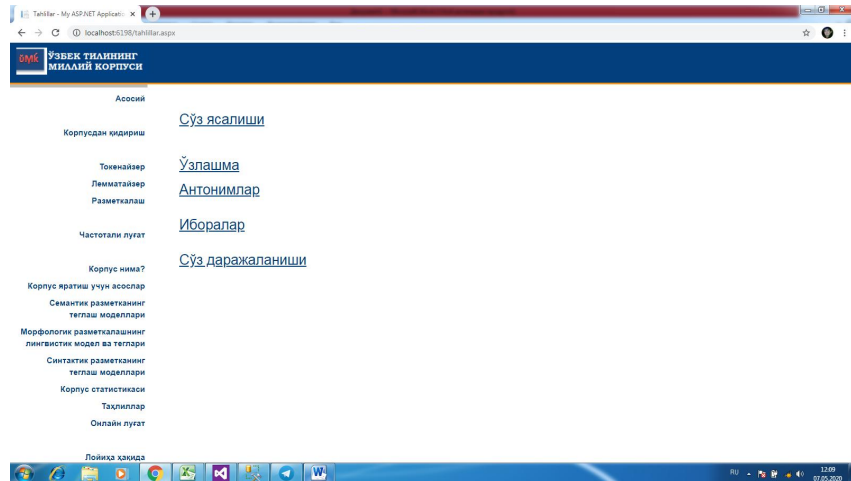 Tahlillar - My ASP.NET Applicatio
localhost:6198/tahlillar.aspx
ЎМК
ЎЗБЕК ТИЛИНИНГ
МИЛЛИЙ КОРПУСИ
Асосий
Корпусдан қидириш
Токенайзер
Лемматайзер
Разметкалаш
Частотали луғат
Корпус нима?
Корпус яратиш учун асослар
Семантик разметканинг
теглаш моделлари
Морфологик разметкалашнинг
лингвистик модел ва теглари
Синтактик разметканинг
теглаш моделлари
Корпус статистикаси
Таҳлиллар
Онлайн луғат
Лойиҳа ҳақида
Сўз ясалиши
Ўзлашма
Антонимлар
Иборалар
Сўз даражаланиши
RU
12:09
07.05.2020